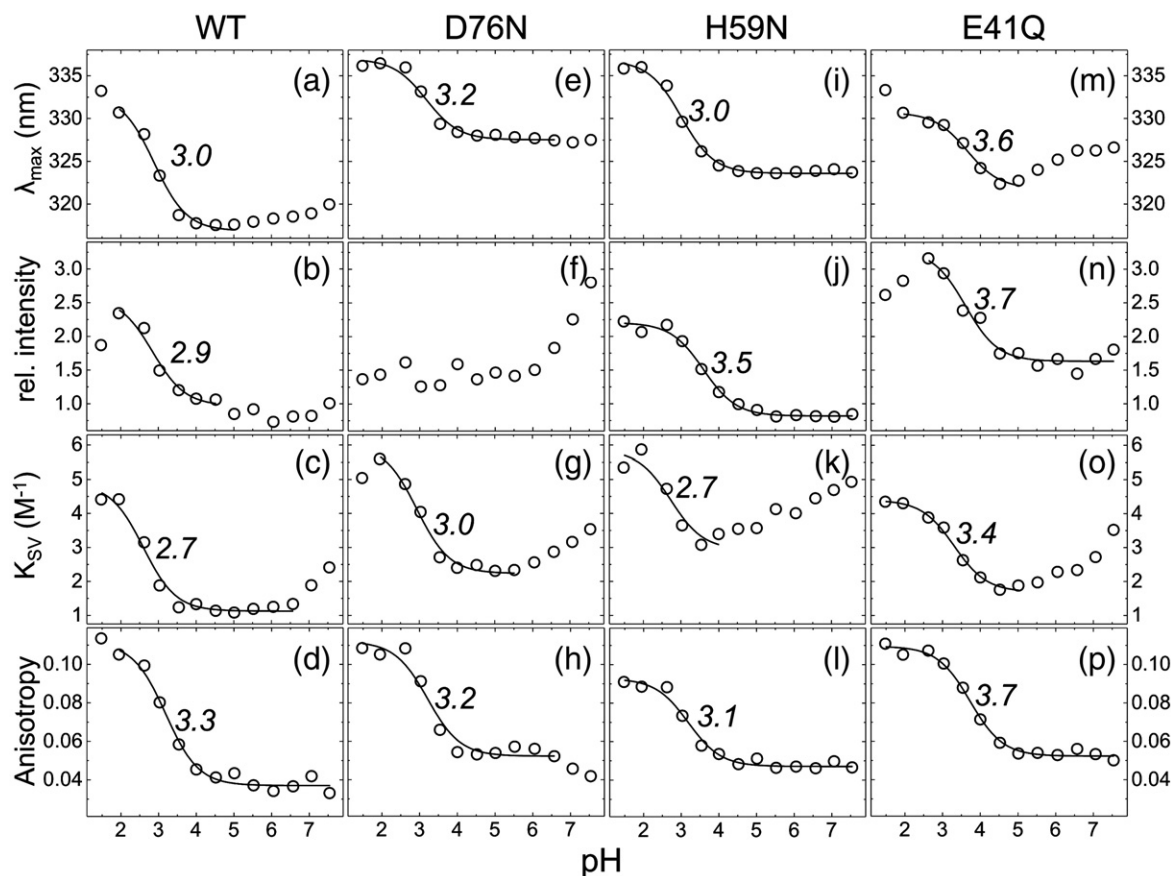 WT D76N H59N E41Q
λmax (nm)
335 330 325 320
(a) 3.0
(e) 3.2
(i) 3.0
(m) 3.6
335 330 325 320
rel. intensity
3.0 2.5 2.0 1.5 1.0
(b) 2.9
(f)
(j) 3.5
(n) 3.7
3.0 2.5 2.0 1.5 1.0
KSV (M-1)
6 5 4 3 2 1
(c) 2.7
(g) 3.0
(k) 2.7
(o) 3.4
6 5 4 3 2 1
Anisotropy
0.10 0.08 0.06 0.04
(d) 3.3
(h) 3.2
(l) 3.1
(p) 3.7
0.10 0.08 0.06 0.04
2 3 4 5 6 7 2 3 4 5 6 7 2 3 4 5 6 7 2 3 4 5 6 7
pH